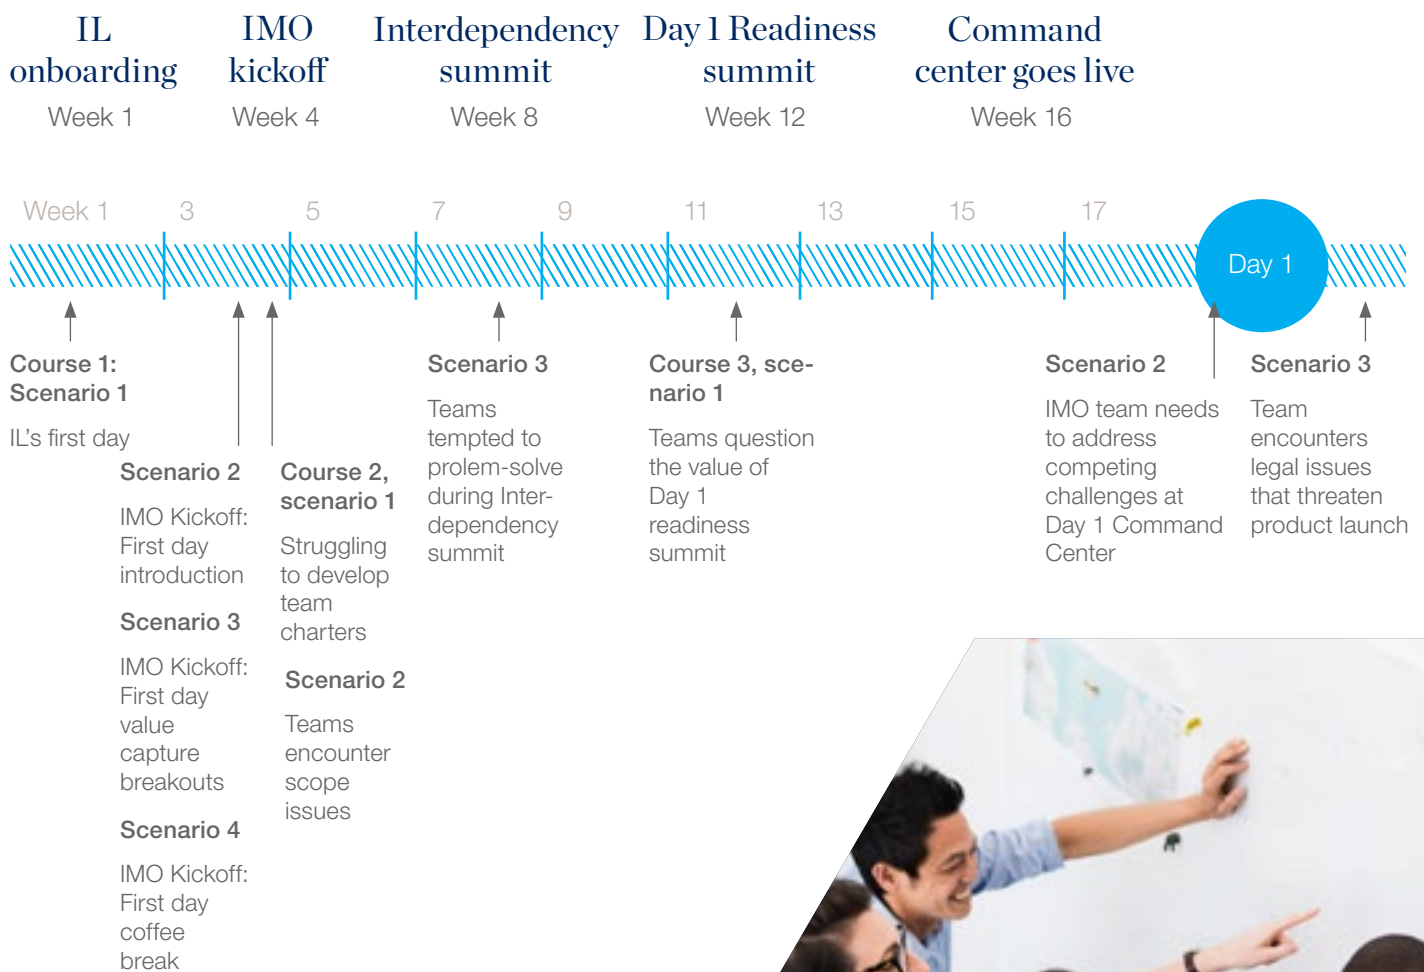 IL
onboarding
Week 1
IMO
kickoff
Week 4
Interdependency
summit
Week 8
Day 1 Readiness
summit
Week 12
Command
center goes live
Week 16
Week 1
3
5
7
9
11
13
15
17
Day 1
Course 1:
Scenario 1
IL's first day
Scenario 2
IMO Kickoff:
First day
introduction
Scenario 3
IMO Kickoff:
First day
value
capture
breakouts
Scenario 4
IMO Kickoff:
First day
coffee
break
Course 2,
scenario 1
Struggling
to develop
team
charters
Scenario 2
Teams
encounter
scope
issues
Scenario 3
Teams
tempted to
prolem-solve
during Inter-
dependency
summit
Course 3, sce-
nario 1
Teams question
the value of
Day 1
readiness
summit
Scenario 2
IMO team needs
to address
competing
challenges at
Day 1 Command
Center
Scenario 3
Team
encounters
legal issues
that threaten
product launch